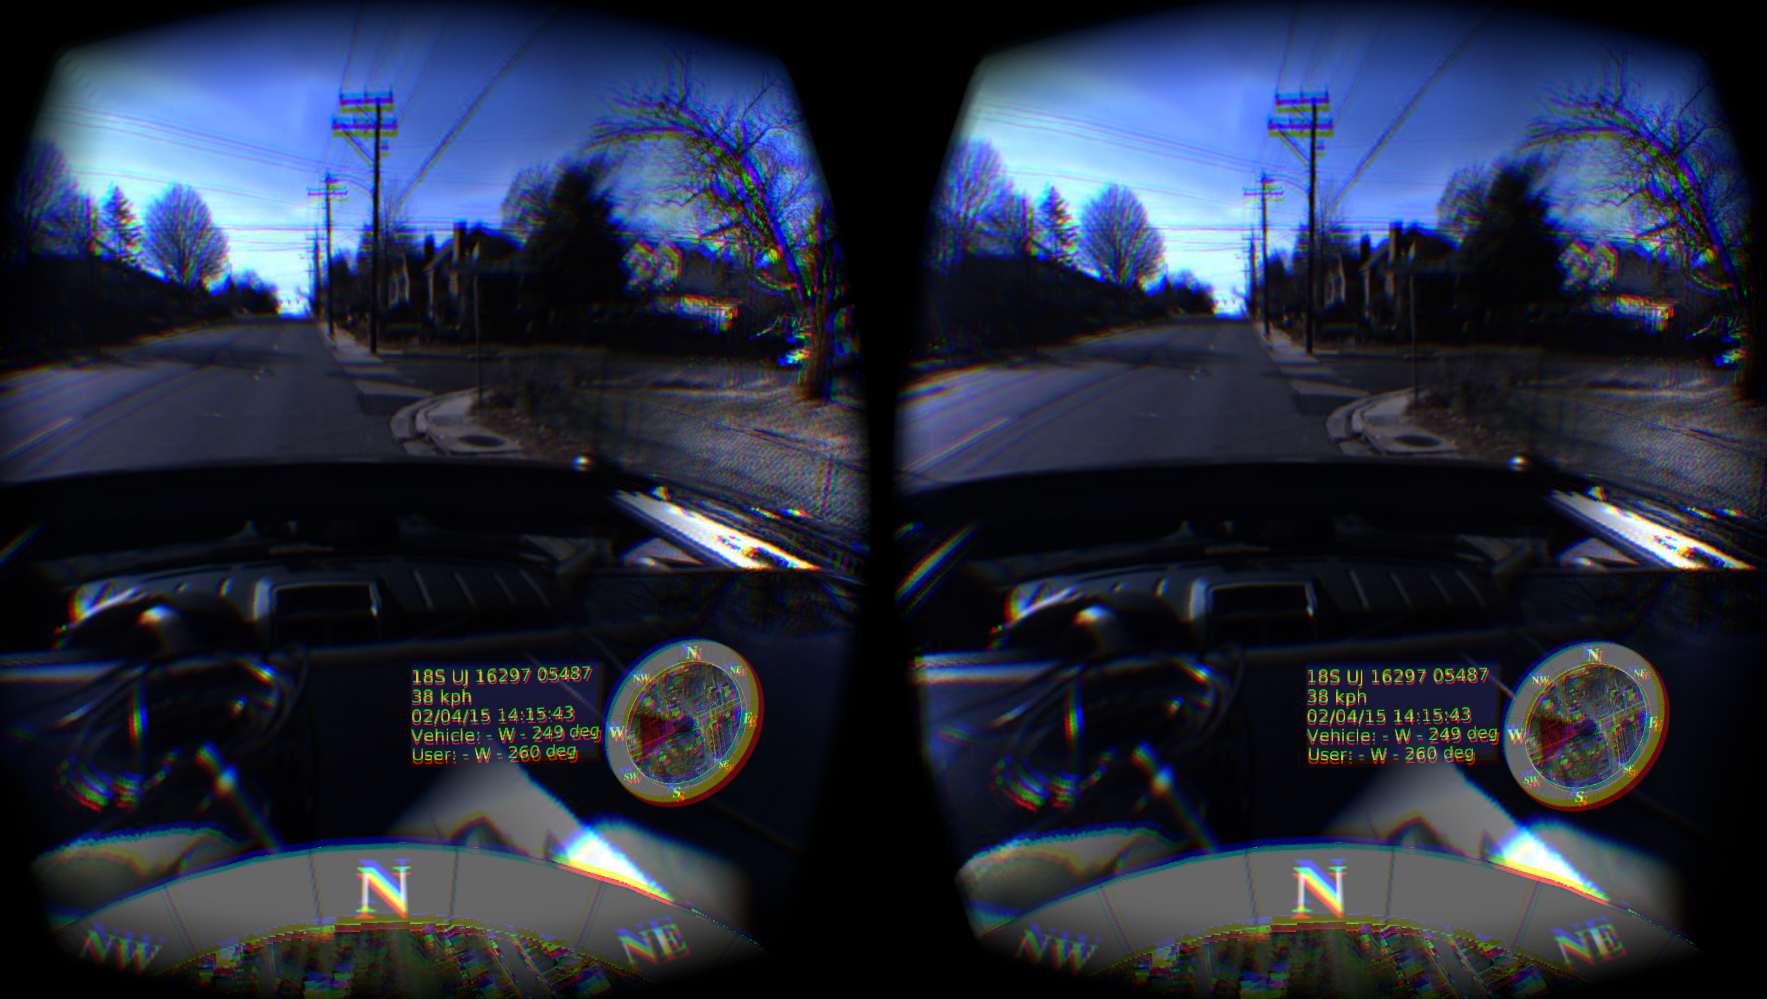 18S UJ 16297 05487
38 kph
02/04/15 14:15:43
Vehicle: - W - 249 deg
User: - W - 260 deg
N
NE
E
SE
S
SW
W
NW
NW
N
NE
18S UJ 16297 05487
38 kph
02/04/15 14:15:43
Vehicle: - W - 249 deg
User: - W - 260 deg
N
NE
E
SE
S
SW
W
NW
NW
N
NE